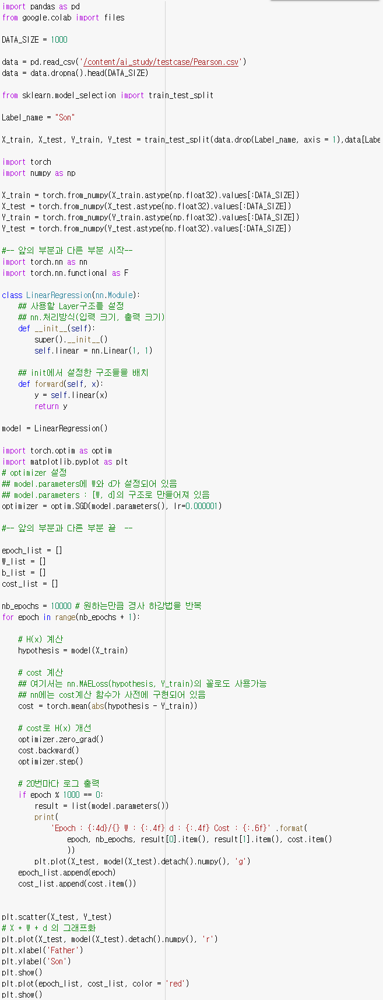 import pandas as pd
from google.colab import files
DATA_SIZE = 1000
data = pd.read_csv('/content/ai_study/testcase/Pearson.csv')
data = data.dropna().head(DATA_SIZE)
from sklearn.model_selection import train_test_split
Label_name = "Son"
X_train, X_test, Y_train, Y_test = train_test_split(data.drop(Label_name, axis = 1),data[Labe
import torch
import numpy as np
X_train = torch.from_numpy(X_train.astype(np.float32).values[:DATA_SIZE])
X_test = torch.from_numpy(X_test.astype(np.float32).values[:DATA_SIZE])
Y_train = torch.from_numpy(Y_train.astype(np.float32).values[:DATA_SIZE])
Y_test = torch.from_numpy(Y_test.astype(np.float32).values[:DATA_SIZE])
#-- 앞의 부분과 다른 부분 시작--
import torch.nn as nn
import torch.nn.functional as F
class LinearRegression(nn.Module):
## 사용할 Layer구조를 설정
## nn.처리방식(입력 크기, 출력 크기)
def __init__(self):
super().__init__()
self.linear = nn.Linear(1, 1)
## init에서 설정한 구조들을 배치
def forward(self, x):
y = self.linear(x)
return y
model = LinearRegression()
import torch.optim as optim
import matplotlib.pyplot as plt
# optimizer 설정
## model.parameters에 W와 d가 설정되어 있음
## model.parameters : [W, d]의 구조로 만들어져 있음
optimizer = optim.SGD(model.parameters(), lr=0.000001)
#-- 앞의 부분과 다른 부분 끝 --
epoch_list = []
W_list = []
b_list = []
cost_list = []
nb_epochs = 10000 # 원하는만큼 경사 하강법을 반복
for epoch in range(nb_epochs + 1):
# H(x) 계산
hypothesis = model(X_train)
# cost 계산
## 여기서는 nn.MAELoss(hypothesis, Y_train)의 꼴로도 사용가능
## nn에는 cost계산 함수가 사전에 구현되어 있음
cost = torch.mean(abs(hypothesis - Y_train))
# cost로 H(x) 개선
optimizer.zero_grad()
cost.backward()
optimizer.step()
# 20번마다 로그 출력
if epoch % 1000 == 0:
result = list(model.parameters())
print(
'Epoch : {:4d}/{} W : {:.4f} d : {:.4f} Cost : {:.6f}' .format(
epoch, nb_epochs, result[0].item(), result[1].item(), cost.item()
))
plt.plot(X_test, model(X_test).detach().numpy(), 'g')
epoch_list.append(epoch)
cost_list.append(cost.item())
plt.scatter(X_test, Y_test)
# X * W + d 의 그래프화
plt.plot(X_test, model(X_test).detach().numpy(), 'r')
plt.xlabel('Father')
plt.ylabel('Son')
plt.show()
plt.plot(epoch_list, cost_list, color = 'red')
plt.show()